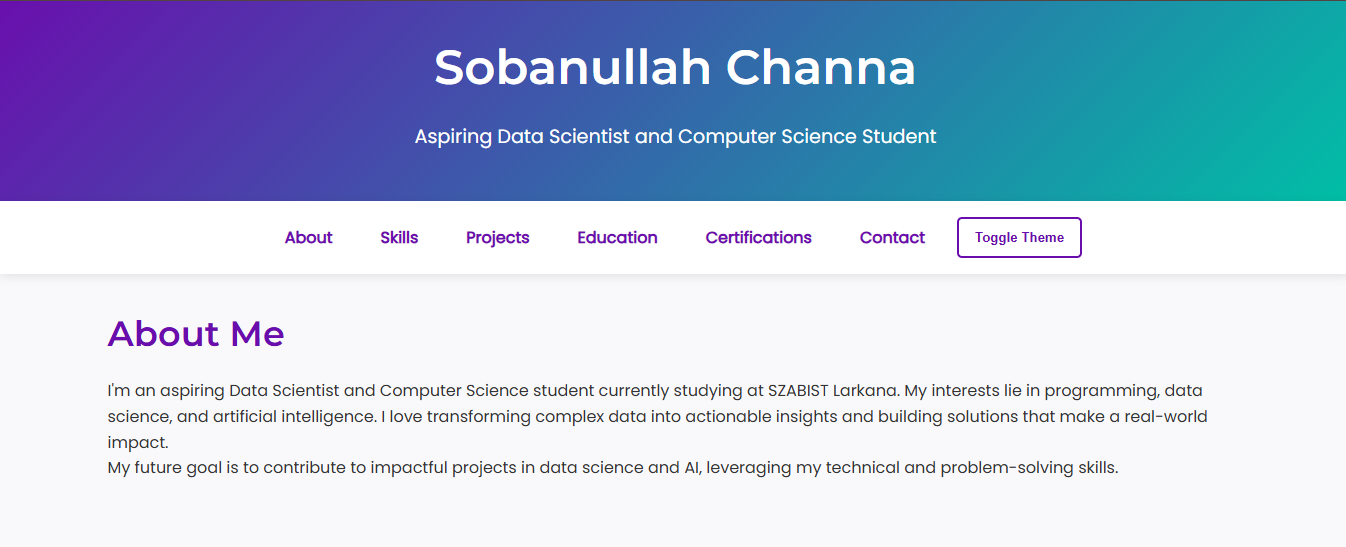 Sobanullah Channa
Aspiring Data Scientist and Computer Science Student
About Skills Projects Education Certifications Contact Toggle Theme
About Me
I'm an aspiring Data Scientist and Computer Science student currently studying at SZABIST Larkana. My interests lie in programming, data
science, and artificial intelligence. I love transforming complex data into actionable insights and building solutions that make a real-world
impact.
My future goal is to contribute to impactful projects in data science and AI, leveraging my technical and problem-solving skills.